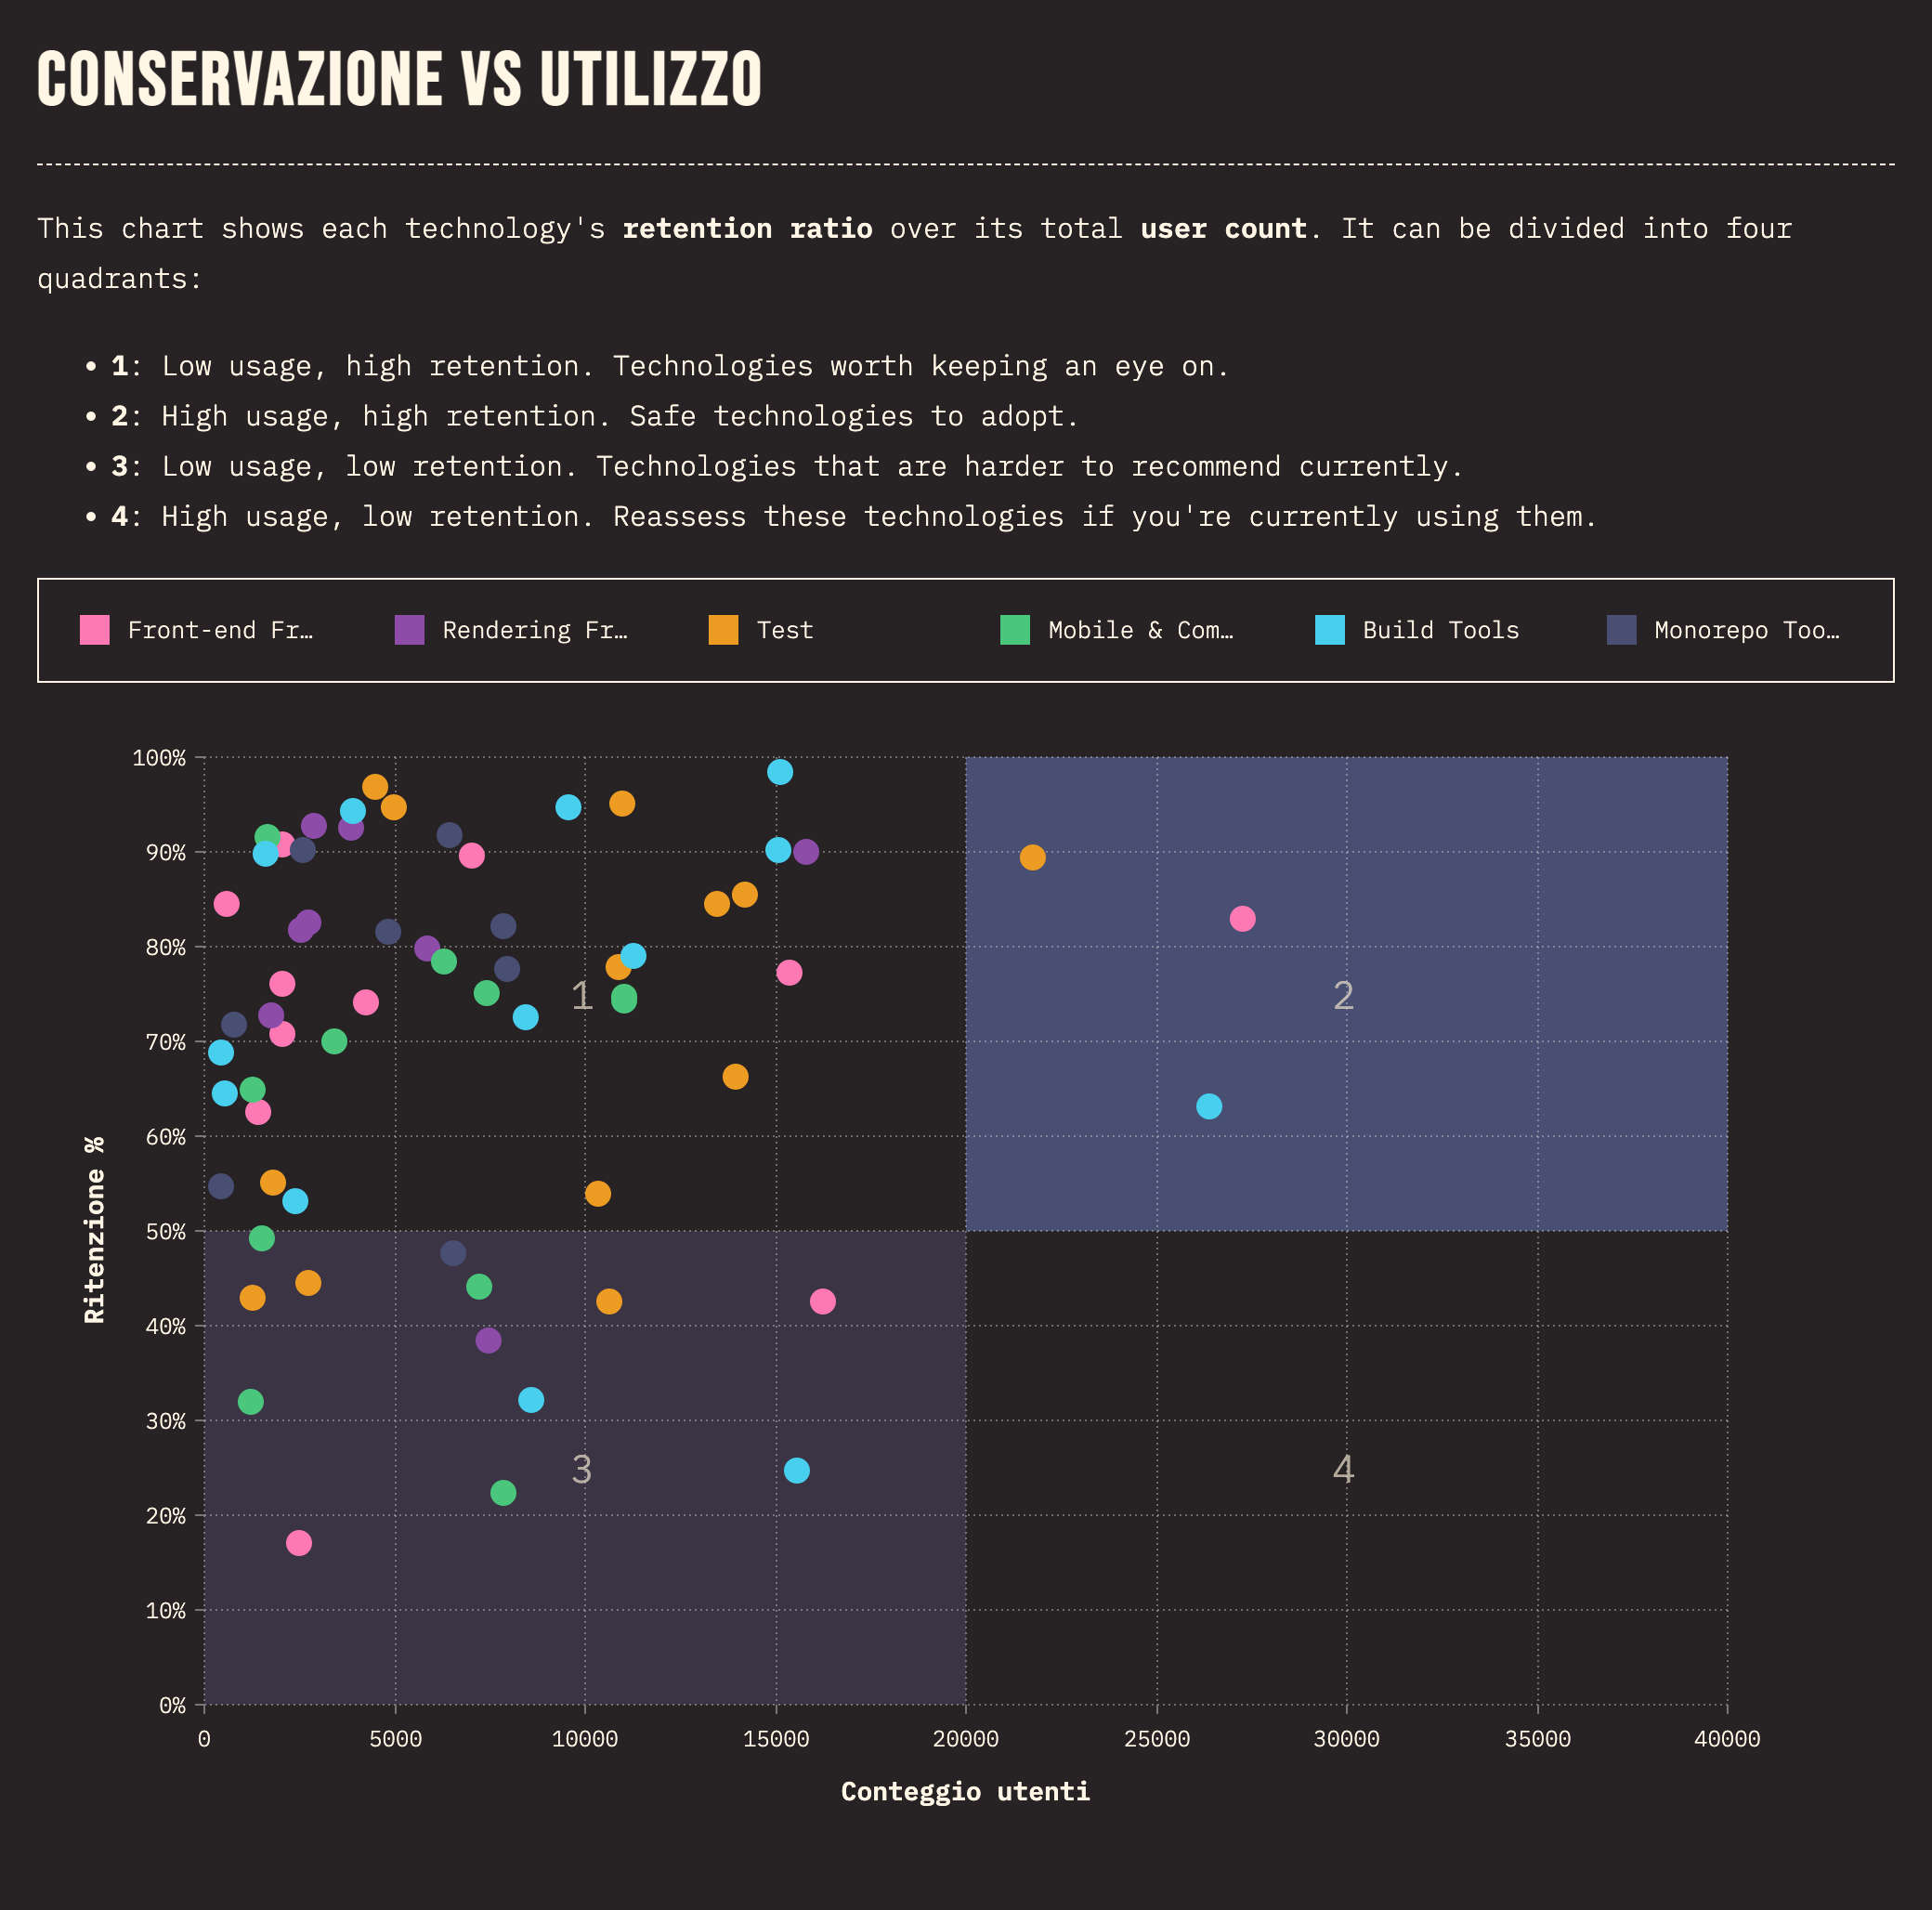 CONSERVAZIONE VS UTILIZZO
This chart shows each technology's retention ratio over its total user count. It can be divided into four
quadrants:
• 1: Low usage, high retention. Technologies worth keeping an eye on.
• 2: High usage, high retention. Safe technologies to adopt.
• 3: Low usage, low retention. Technologies that are harder to recommend currently.
• 4: High usage, low retention. Reassess these technologies if you're currently using them.
Front-end Fr… Rendering Fr… Test Mobile & Com… Build Tools Monorepo Too…
100%
90%
80%
1 2
70%
60%
Ritenzione %
50%
40%
30%
3 4
20%
10%
0%
0 5000 10000 15000 20000 25000 30000 35000 40000
Conteggio utenti